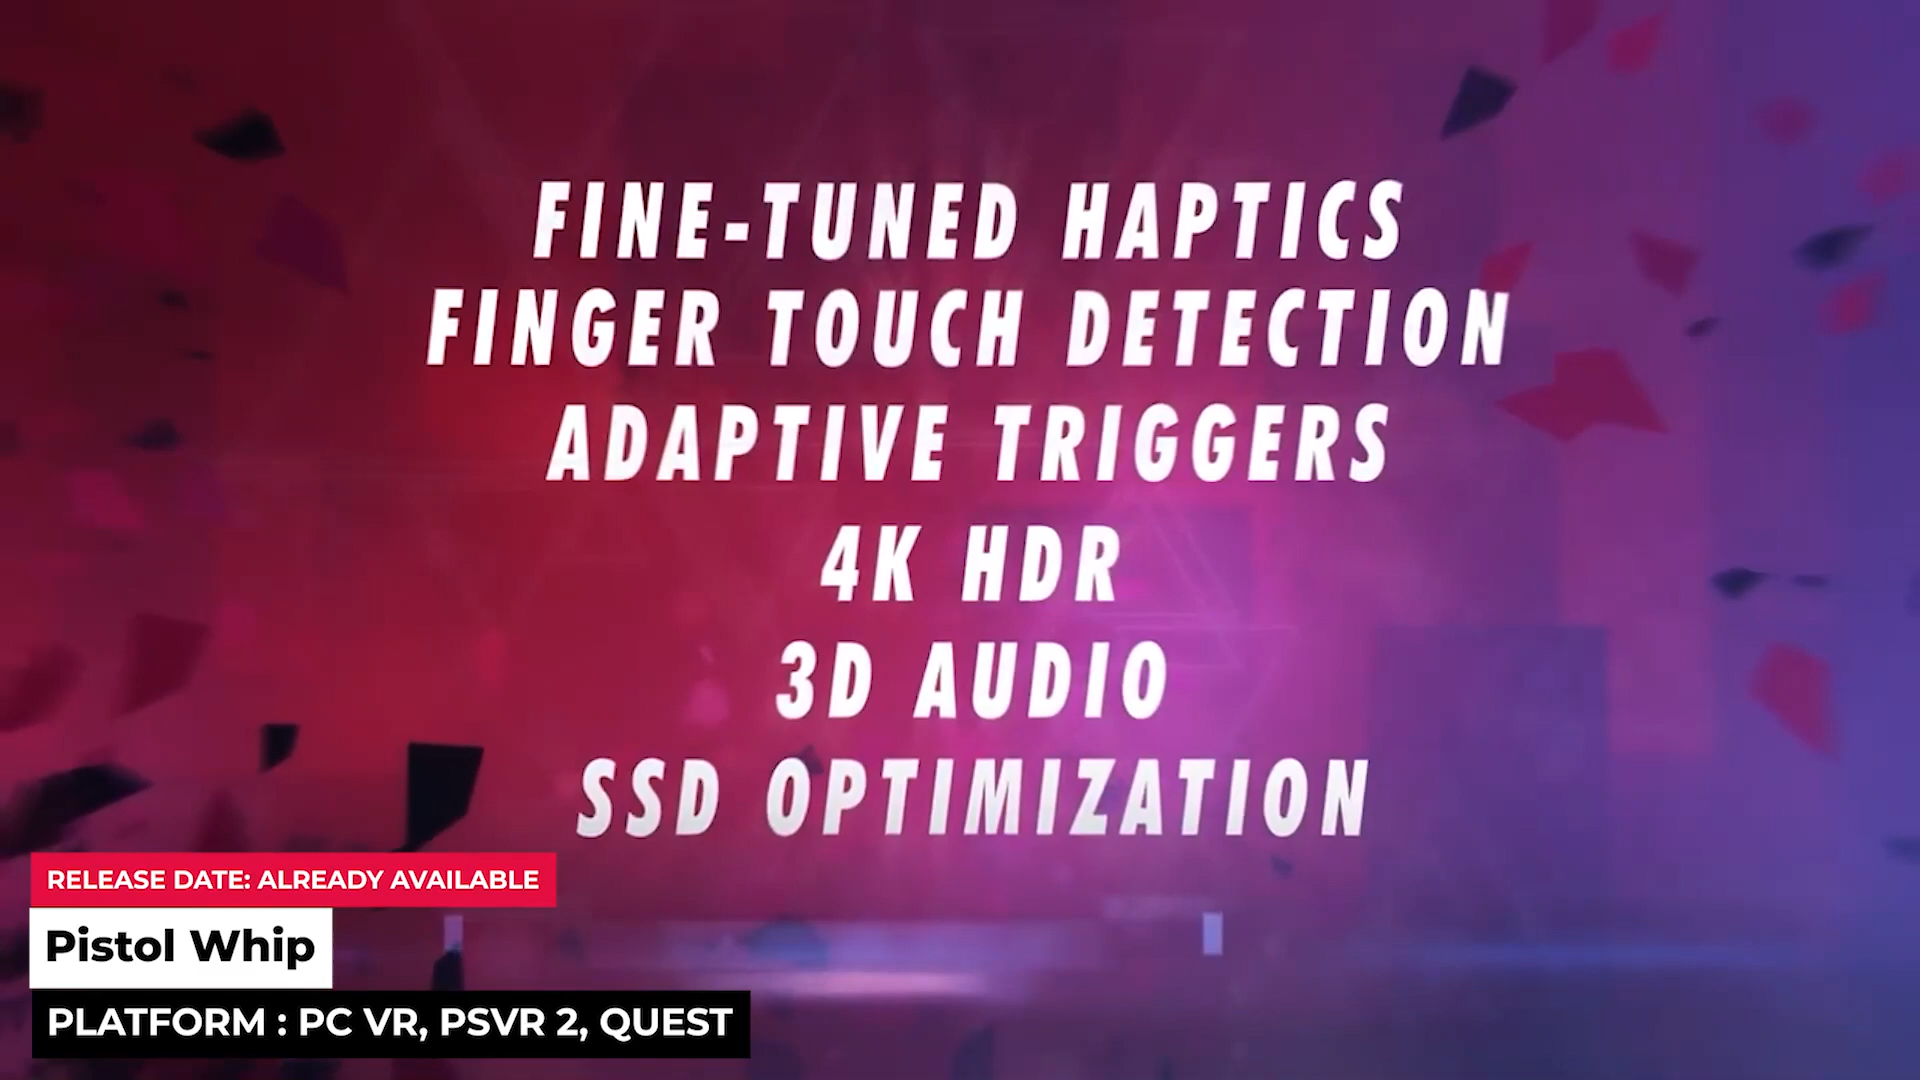 FINE-TUNED HAPTICS
FINGER TOUCH DETECTION
ADAPTIVE TRIGGERS
4K HDR
3D AUDIO
SSD OPTIMIZATION
RELEASE DATE: ALREADY AVAILABLE
Pistol Whip
PLATFORM : PC VR, PSVR 2, QUEST